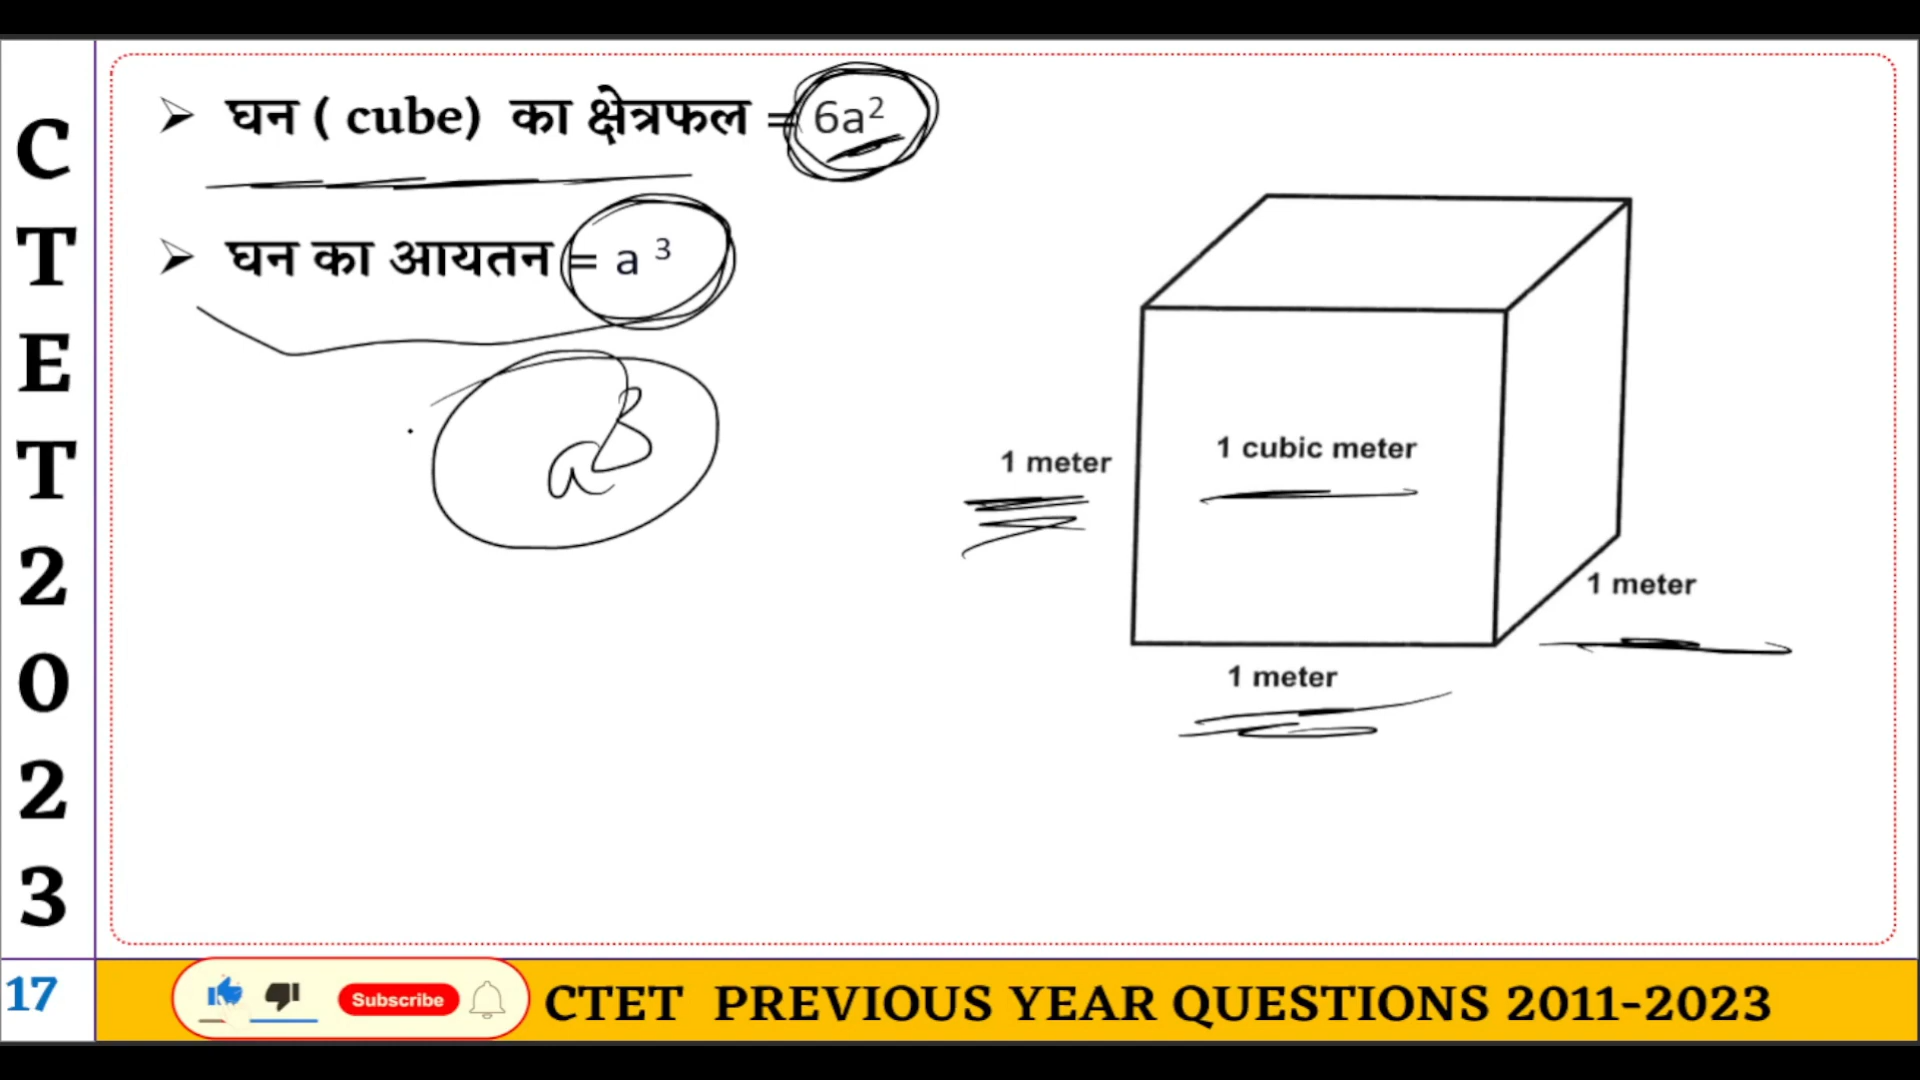 C
T
E
T
2
0
2
3
➢ घन ( cube) का क्षेत्रफल = 6a²
➢ घन का आयतन = a ³
a³
1 cubic meter
1 meter
1 meter
1 meter
17
Subscribe
CTET PREVIOUS YEAR QUESTIONS 2011-2023